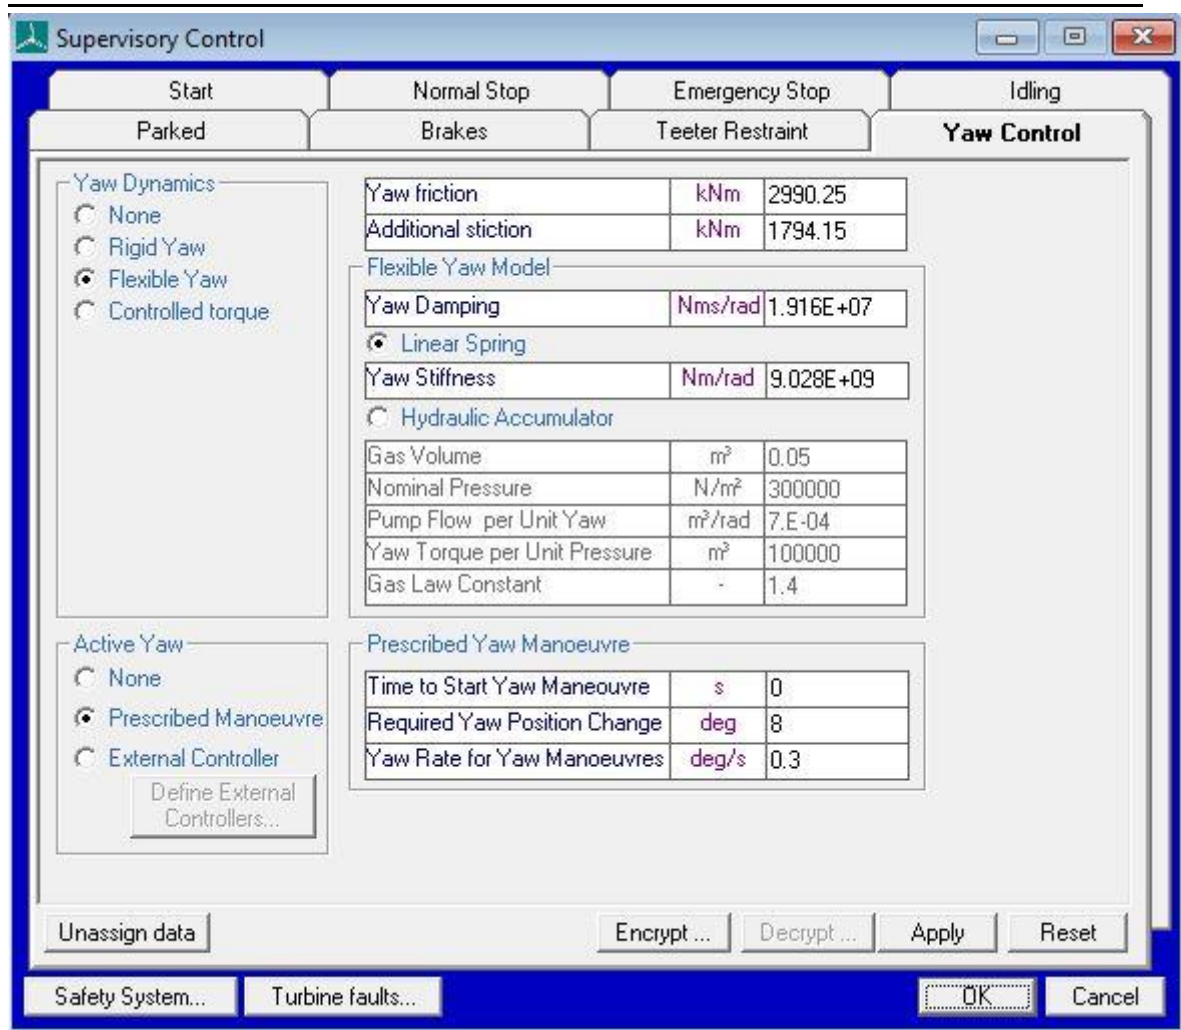 Supervisory Control
Start Normal Stop Emergency Stop Idling
Parked Brakes Teeter Restraint Yaw Control
Yaw Dynamics
None
Rigid Yaw
Flexible Yaw
Controlled torque
Yaw friction kNm 2990.25
Additional stiction kNm 1794.15
Flexible Yaw Model
Yaw Damping Nms/rad 1.916E+07
Linear Spring
Yaw Stiffness Nm/rad 9.028E+09
Hydraulic Accumulator
Gas Volume m³ 0.05
Nominal Pressure N/m² 300000
Pump Flow per Unit Yaw m³/rad 7.E-04
Yaw Torque per Unit Pressure m³ 100000
Gas Law Constant - 1.4
Active Yaw
None
Prescribed Manoeuvre
External Controller
Define External
Controllers...
Prescribed Yaw Manoeuvre
Time to Start Yaw Maneouvre s 0
Required Yaw Position Change deg 8
Yaw Rate for Yaw Manoeuvres deg/s 0.3
Unassign data Encrypt ... Decrypt ... Apply Reset
Safety System... Turbine faults... OK Cancel